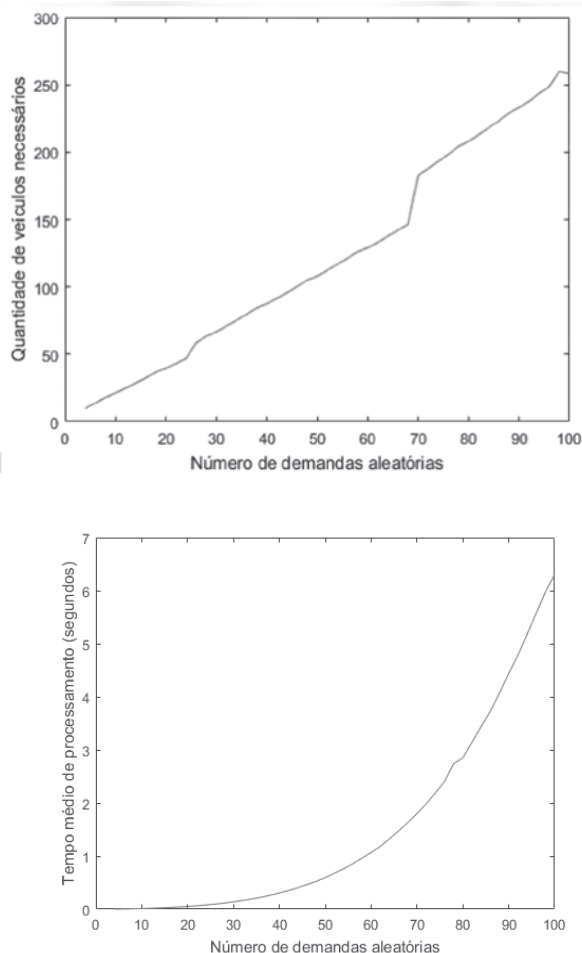 300
250
200
150
100
50
0
Quantidade de veículos necessários
0 10 20 30 40 50 60 70 80 90 100
Número de demandas aleatórias
7
6
5
4
3
2
1
0
Tempo médio de processamento (segundos)
0 10 20 30 40 50 60 70 80 90 100
Número de demandas aleatórias